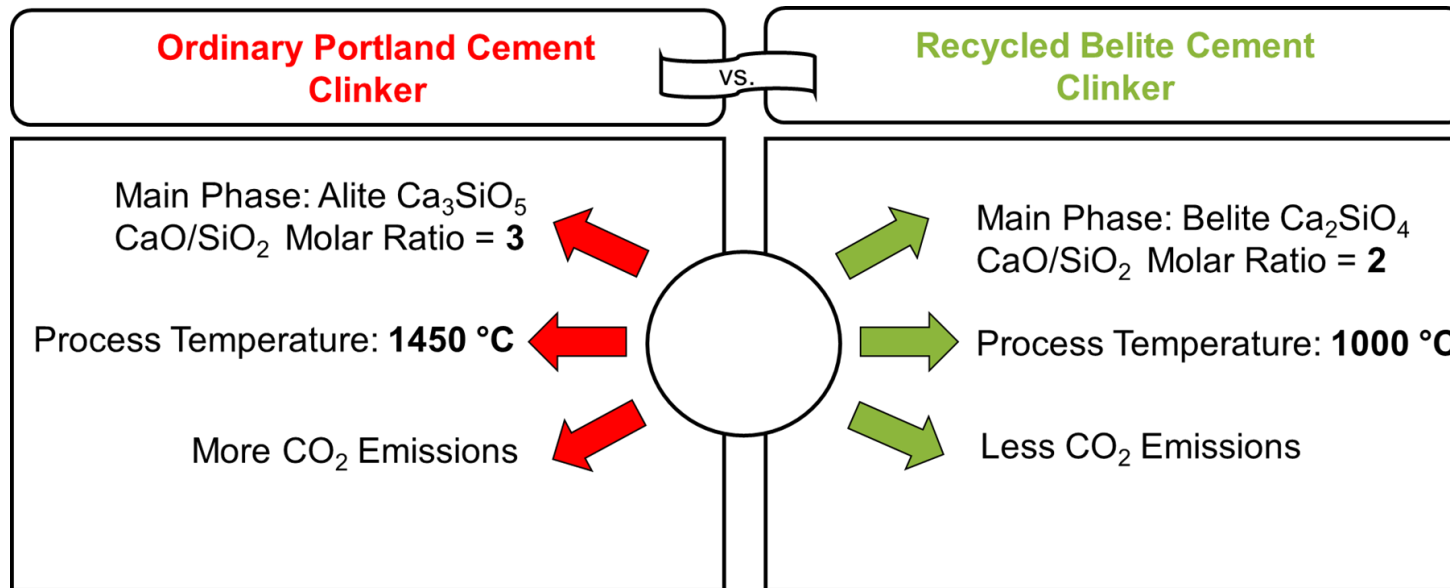 Ordinary Portland Cement
Clinker
vs.
Recycled Belite Cement
Clinker
Main Phase: Alite Ca₃SiO₅
CaO/SiO₂ Molar Ratio = 3
Process Temperature: 1450 °C
More CO₂ Emissions
Main Phase: Belite Ca₂SiO₄
CaO/SiO₂ Molar Ratio = 2
Process Temperature: 1000 °C
Less CO₂ Emissions